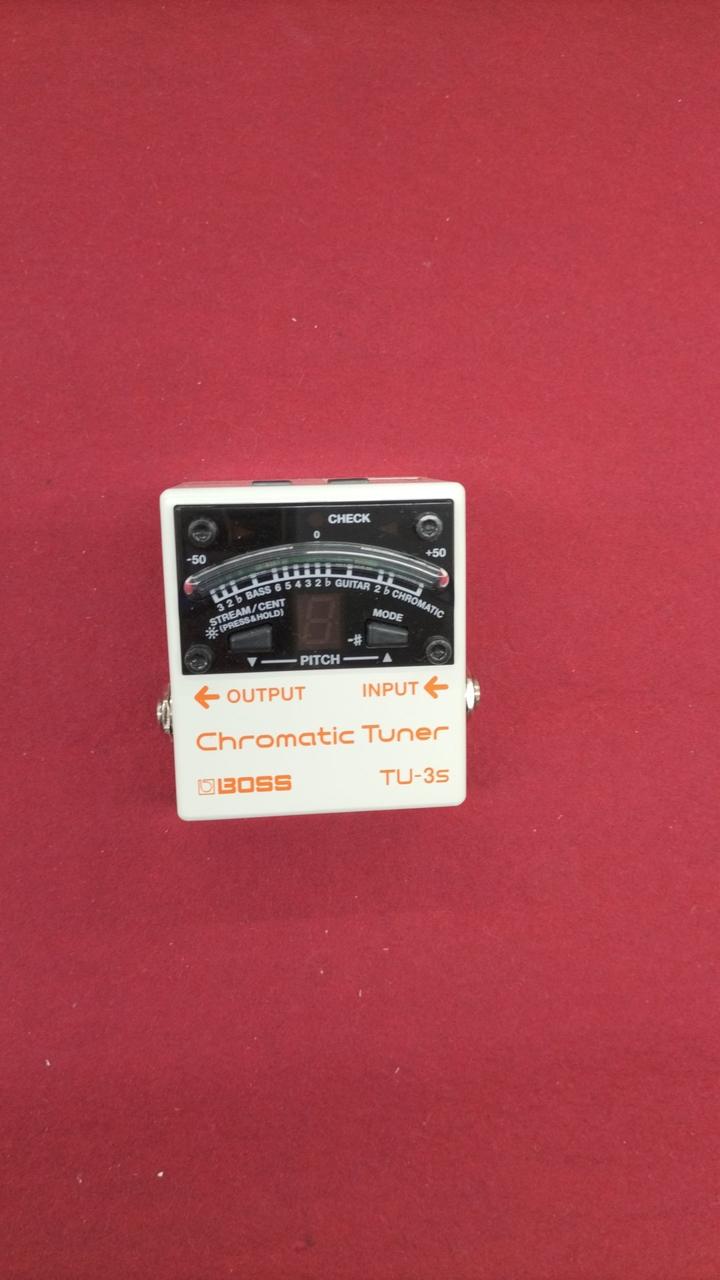 CHECK
0
-50
+50
3 2 ♭ BASS 6 5 4 3 2 ♭ GUITAR 2 ♭ CHROMATIC
STREAM/CENT
(PRESS&HOLD)
MODE
-#
▼ PITCH ▲
← OUTPUT INPUT ←
Chromatic Tuner
BOSS TU-3s